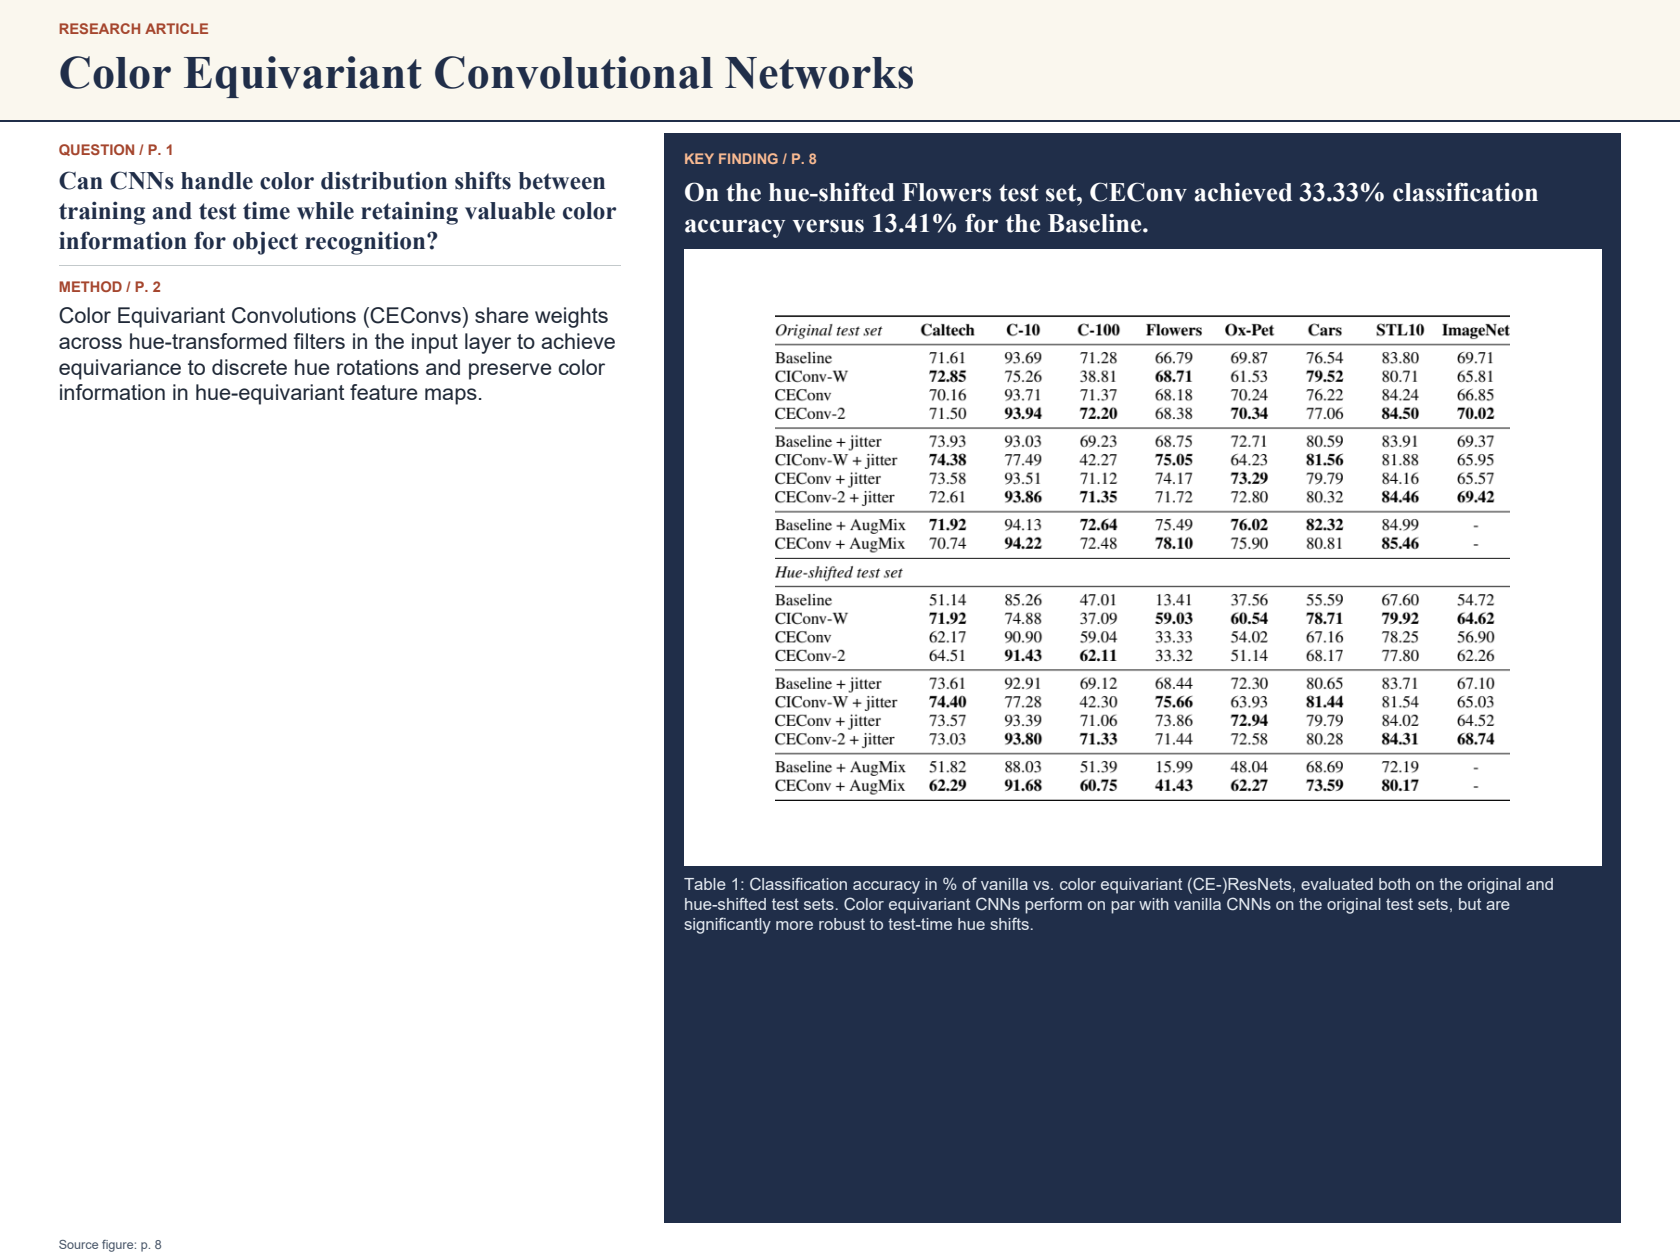 RESEARCH ARTICLE
Color Equivariant Convolutional Networks
QUESTION / P. 1
Can CNNs handle color distribution shifts between
training and test time while retaining valuable color
information for object recognition?
METHOD / P. 2
Color Equivariant Convolutions (CEConvs) share weights
across hue-transformed filters in the input layer to achieve
equivariance to discrete hue rotations and preserve color
information in hue-equivariant feature maps.
KEY FINDING / P. 8
On the hue-shifted Flowers test set, CEConv achieved 33.33% classification
accuracy versus 13.41% for the Baseline.
Original test set Caltech C-10 C-100 Flowers Ox-Pet Cars STL10 ImageNet
Baseline 71.61 93.69 71.28 66.79 69.87 76.54 83.80 69.71
CIConv-W 72.85 75.26 38.81 68.71 61.53 79.52 80.71 65.81
CEConv 70.16 93.71 71.37 68.18 70.24 76.22 84.24 66.85
CEConv-2 71.50 93.94 72.20 68.38 70.34 77.06 84.50 70.02
Baseline + jitter 73.93 93.03 69.23 68.75 72.71 80.59 83.91 69.37
CIConv-W + jitter 74.38 77.49 42.27 75.05 64.23 81.56 81.88 65.95
CEConv + jitter 73.58 93.51 71.12 74.17 73.29 79.79 84.16 65.57
CEConv-2 + jitter 72.61 93.86 71.35 71.72 72.80 80.32 84.46 69.42
Baseline + AugMix 71.92 94.13 72.64 75.49 76.02 82.32 84.99 -
CEConv + AugMix 70.74 94.22 72.48 78.10 75.90 80.81 85.46 -
Hue-shifted test set
Baseline 51.14 85.26 47.01 13.41 37.56 55.59 67.60 54.72
CIConv-W 71.92 74.88 37.09 59.03 60.54 78.71 79.92 64.62
CEConv 62.17 90.90 59.04 33.33 54.02 67.16 78.25 56.90
CEConv-2 64.51 91.43 62.11 33.32 51.14 68.17 77.80 62.26
Baseline + jitter 73.61 92.91 69.12 68.44 72.30 80.65 83.71 67.10
CIConv-W + jitter 74.40 77.28 42.30 75.66 63.93 81.44 81.54 65.03
CEConv + jitter 73.57 93.39 71.06 73.86 72.94 79.79 84.02 64.52
CEConv-2 + jitter 73.03 93.80 71.33 71.44 72.58 80.28 84.31 68.74
Baseline + AugMix 51.82 88.03 51.39 15.99 48.04 68.69 72.19 -
CEConv + AugMix 62.29 91.68 60.75 41.43 62.27 73.59 80.17 -
Table 1: Classification accuracy in % of vanilla vs. color equivariant (CE-)ResNets, evaluated both on the original and
hue-shifted test sets. Color equivariant CNNs perform on par with vanilla CNNs on the original test sets, but are
significantly more robust to test-time hue shifts.
Source figure: p. 8